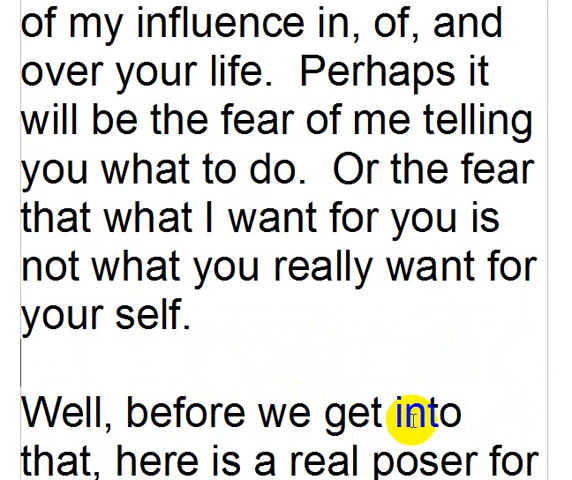 of my influence in, of, and
over your life.  Perhaps it
will be the fear of me telling
you what to do.  Or the fear
that what I want for you is
not what you really want for
your self.
Well, before we get into
that, here is a real poser for